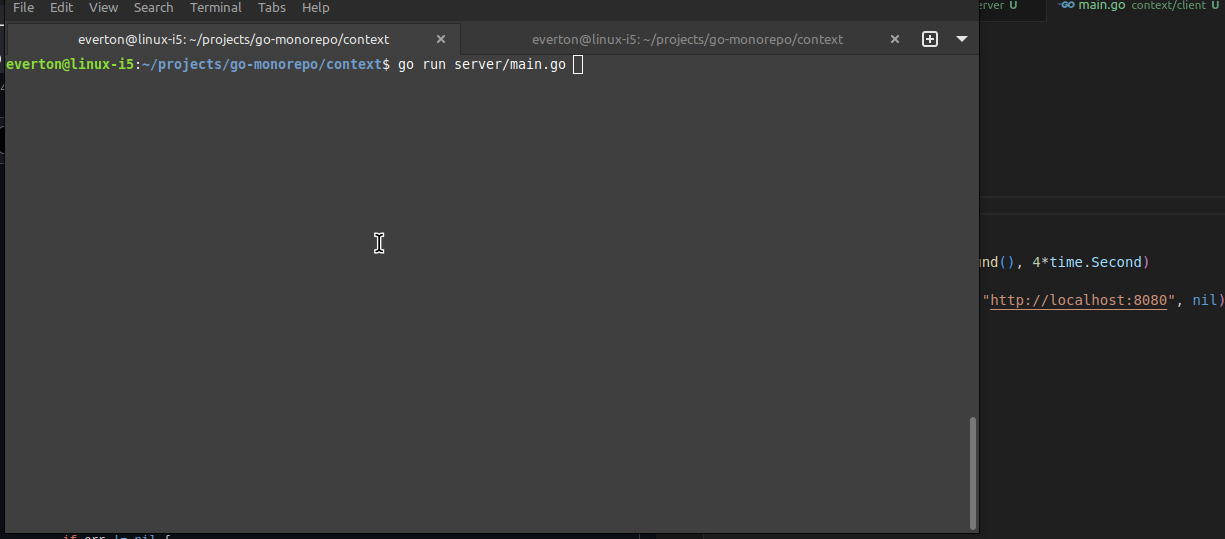 File Edit View Search Terminal Tabs Help
erver U
main.go context/client U
everton@linux-i5: ~/projects/go-monorepo/context
everton@linux-i5: ~/projects/go-monorepo/context
everton@linux-i5:~/projects/go-monorepo/context$ go run server/main.go
nd(), 4*time.Second)
"http://localhost:8080", nil)
if err != nil {